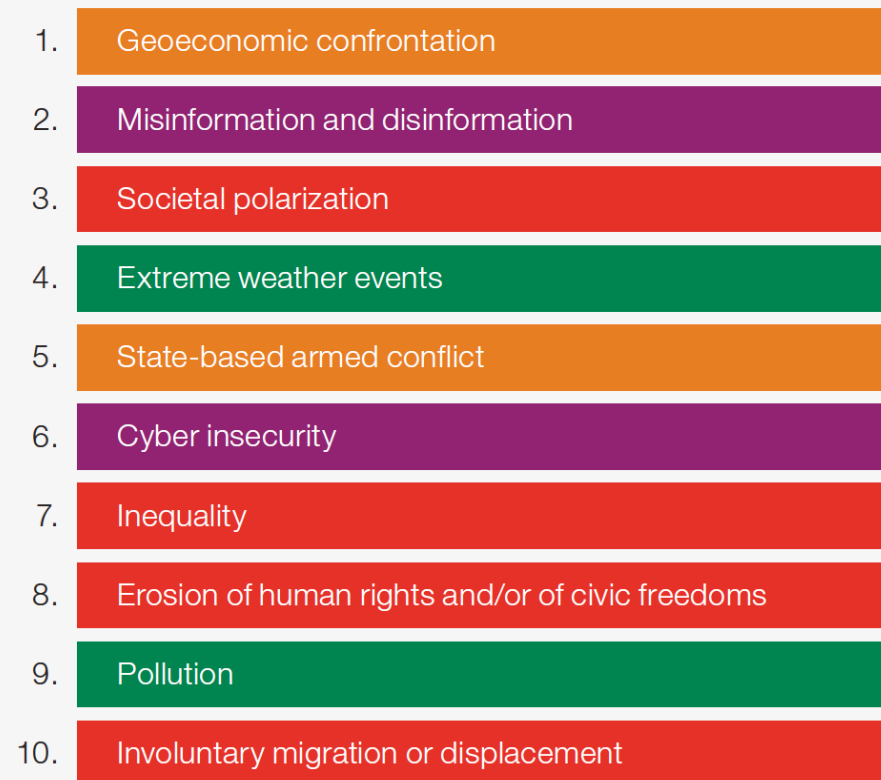 1. Geoeconomic confrontation
2. Misinformation and disinformation
3. Societal polarization
4. Extreme weather events
5. State-based armed conflict
6. Cyber insecurity
7. Inequality
8. Erosion of human rights and/or of civic freedoms
9. Pollution
10. Involuntary migration or displacement